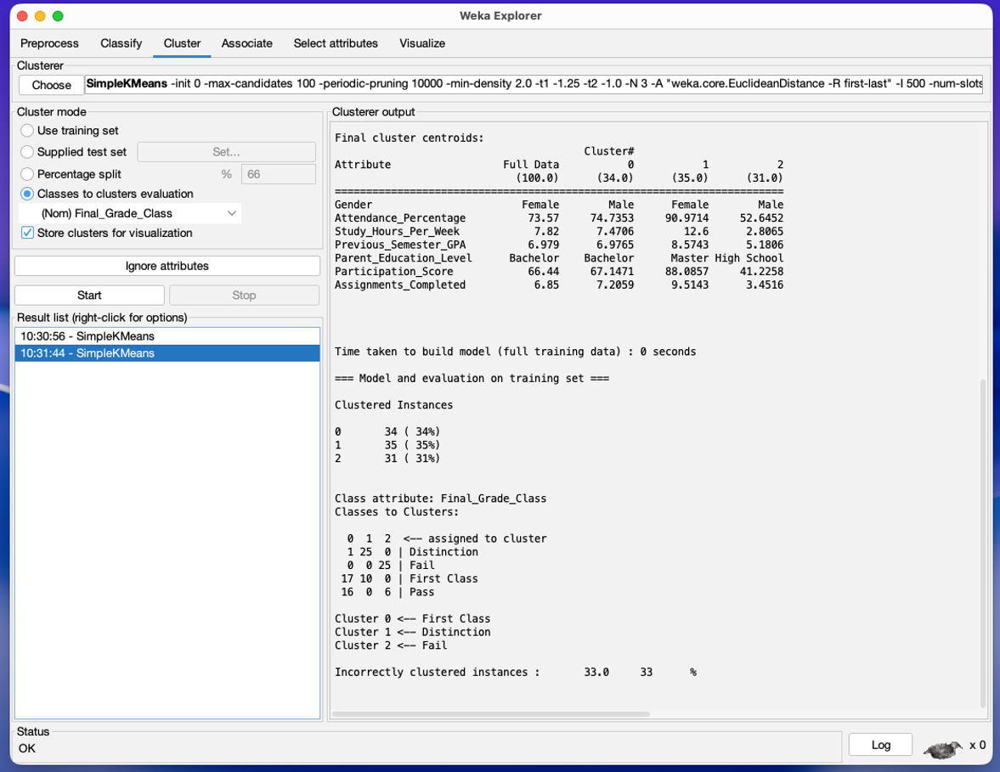 Weka Explorer
Preprocess Classify Cluster Associate Select attributes Visualize
Clusterer
Choose SimpleKMeans -init 0 -max-candidates 100 -periodic-pruning 10000 -min-density 2.0 -t1 -1.25 -t2 -1.0 -N 3 -A "weka.core.EuclideanDistance -R first-last" -I 500 -num-slots
Cluster mode
Use training set
Supplied test set Set...
Percentage split % 66
Classes to clusters evaluation
(Nom) Final_Grade_Class
Store clusters for visualization
Ignore attributes
Start Stop
Result list (right-click for options)
10:30:56 - SimpleKMeans
10:31:44 - SimpleKMeans
Clusterer output
Final cluster centroids:
Cluster#
Attribute Full Data 0 1 2
(100.0) (34.0) (35.0) (31.0)
======================================================================
Gender Female Male Female Male
Attendance_Percentage 73.57 74.7353 90.9714 52.6452
Study_Hours_Per_Week 7.82 7.4706 12.6 2.8065
Previous_Semester_GPA 6.979 6.9765 8.5743 5.1806
Parent_Education_Level Bachelor Bachelor Master High School
Participation_Score 66.44 67.1471 88.0857 41.2258
Assignments_Completed 6.85 7.2059 9.5143 3.4516
Time taken to build model (full training data) : 0 seconds
=== Model and evaluation on training set ===
Clustered Instances
0 34 ( 34%)
1 35 ( 35%)
2 31 ( 31%)
Class attribute: Final_Grade_Class
Classes to Clusters:
0 1 2 <-- assigned to cluster
1 25 0 | Distinction
0 0 25 | Fail
17 10 0 | First Class
16 0 6 | Pass
Cluster 0 <-- First Class
Cluster 1 <-- Distinction
Cluster 2 <-- Fail
Incorrectly clustered instances : 33.0 33 %
Status
OK
Log x 0